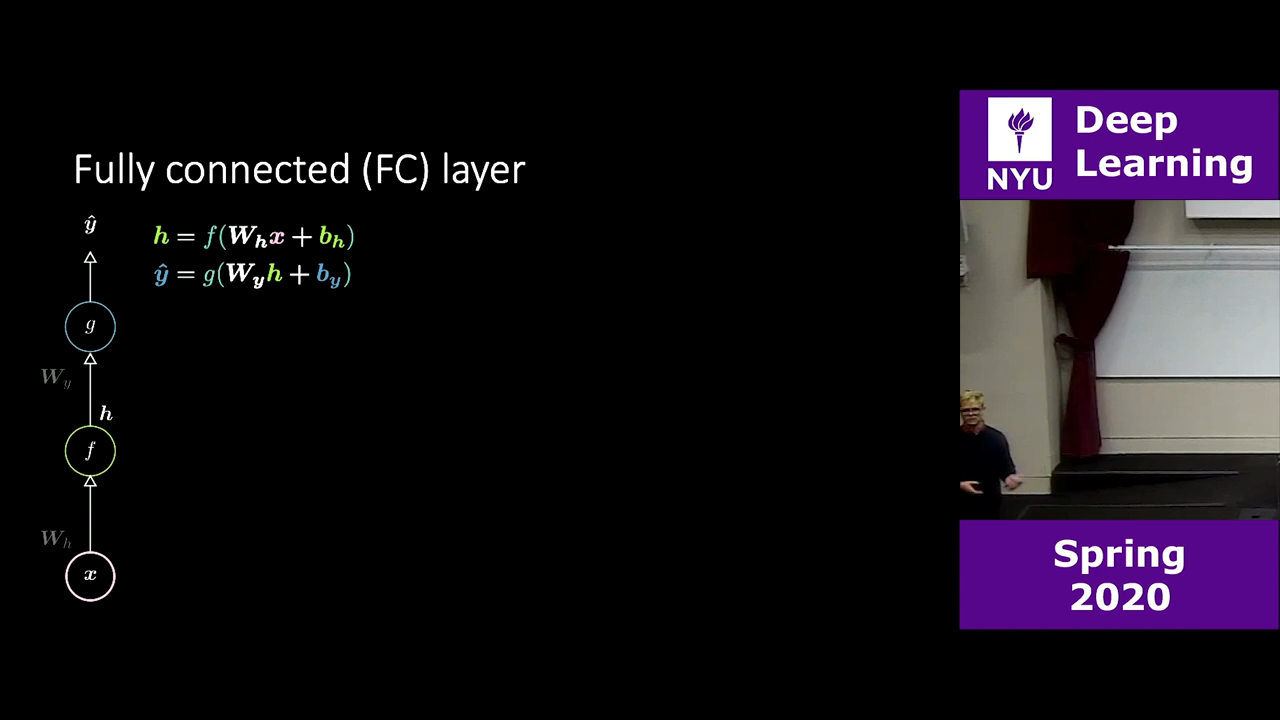 Fully connected (FC) layer
ŷ
h = f(W_h x + b_h)
ŷ = g(W_y h + b_y)
g
W_y
h
f
W_h
x
NYU
Deep
Learning
Spring
2020